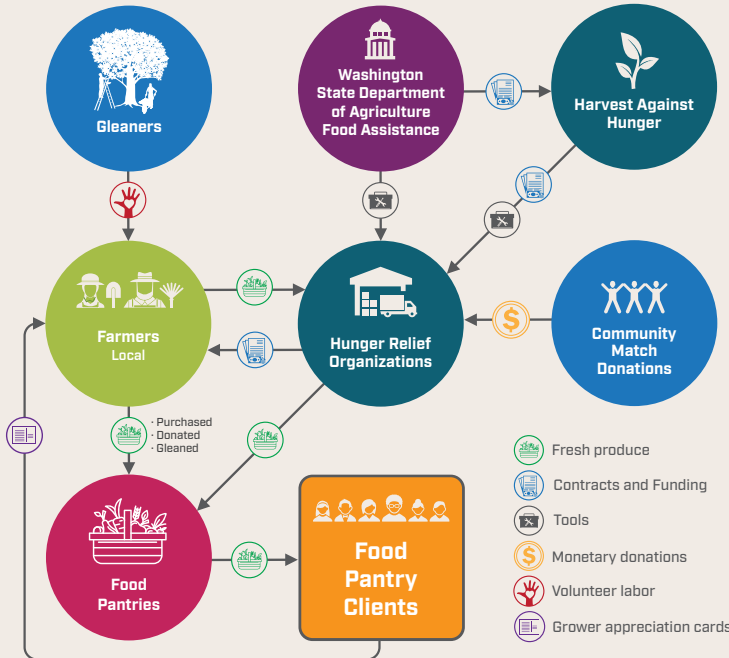 Gleaners
Washington
State Department
of Agriculture
Food Assistance
Harvest Against
Hunger
Farmers
Local
Hunger Relief
Organizations
$
Community
Match
Donations
· Purchased
· Donated
· Gleaned
Food
Pantries
Food
Pantry
Clients
Fresh produce
Contracts and Funding
Tools
$
Monetary donations
Volunteer labor
Grower appreciation cards